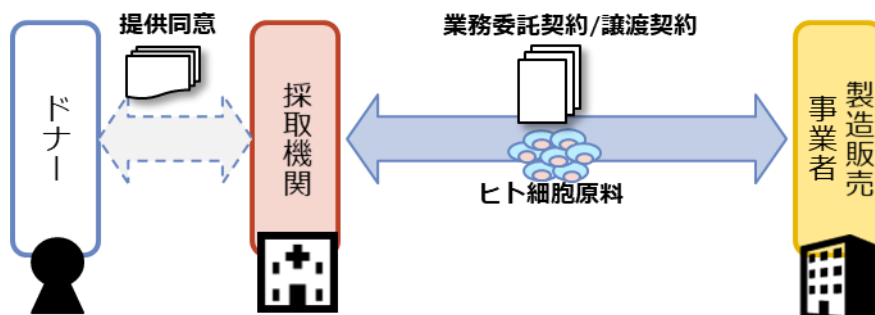 提供同意
業務委託契約/譲渡契約
ドナー
採取機関
製造販売
事業者
ヒト細胞原料